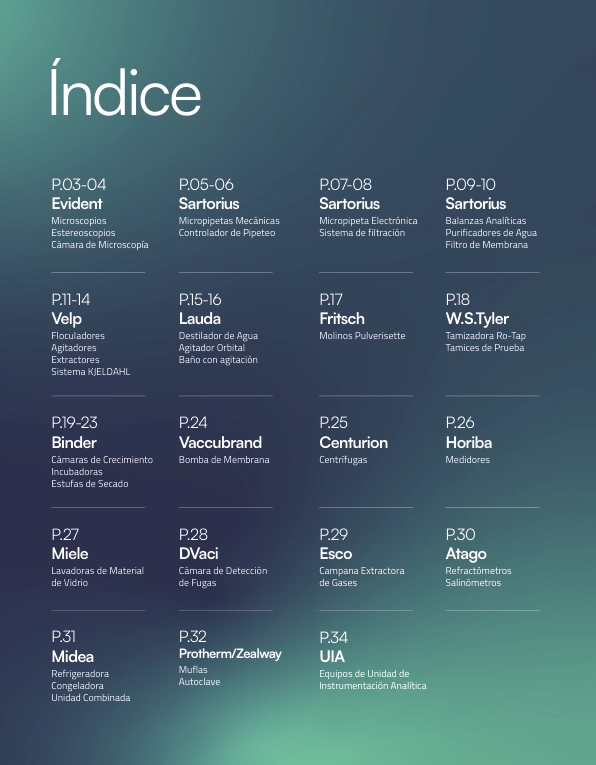 Índice
P.03-04
Evident
Microscopios
Estereoscopios
Cámara de Microscopía
P.05-06
Sartorius
Micropipetas Mecánicas
Controlador de Pipeteo
P.07-08
Sartorius
Micropipeta Electrónica
Sistema de filtración
P.09-10
Sartorius
Balanzas Analíticas
Purificadores de Agua
Filtro de Membrana
P.11-14
Velp
Floculadores
Agitadores
Extractores
Sistema KJELDAHL
P.15-16
Lauda
Destilador de Agua
Agitador Orbital
Baño con agitación
P.17
Fritsch
Molinos Pulverisette
P.18
W.S.Tyler
Tamizadora Ro-Tap
Tamices de Prueba
P.19-23
Binder
Cámaras de Crecimiento
Incubadoras
Estufas de Secado
P.24
Vaccubrand
Bomba de Membrana
P.25
Centurion
Centrífugas
P.26
Horiba
Medidores
P.27
Miele
Lavadoras de Material
de Vidrio
P.28
DVaci
Cámara de Detección
de Fugas
P.29
Esco
Campana Extractora
de Gases
P.30
Atago
Refractómetros
Salinómetros
P.31
Midea
Refrigeradora
Congeladora
Unidad Combinada
P.32
Protherm/Zealway
Muflas
Autoclave
P.34
UIA
Equipos de Unidad de
Instrumentación Analítica